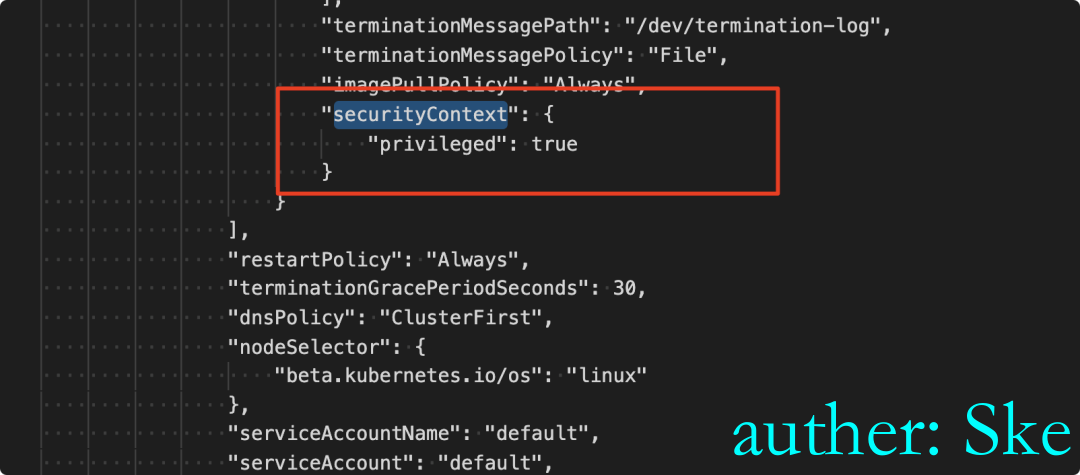 ],
"terminationMessagePath": "/dev/termination-log",
"terminationMessagePolicy": "File",
"imagePullPolicy": "Always",
"securityContext": {
"privileged": true
}
}
],
"restartPolicy": "Always",
"terminationGracePeriodSeconds": 30,
"dnsPolicy": "ClusterFirst",
"nodeSelector": {
"beta.kubernetes.io/os": "linux"
},
"serviceAccountName": "default",
"serviceAccount": "default",
auther: Ske